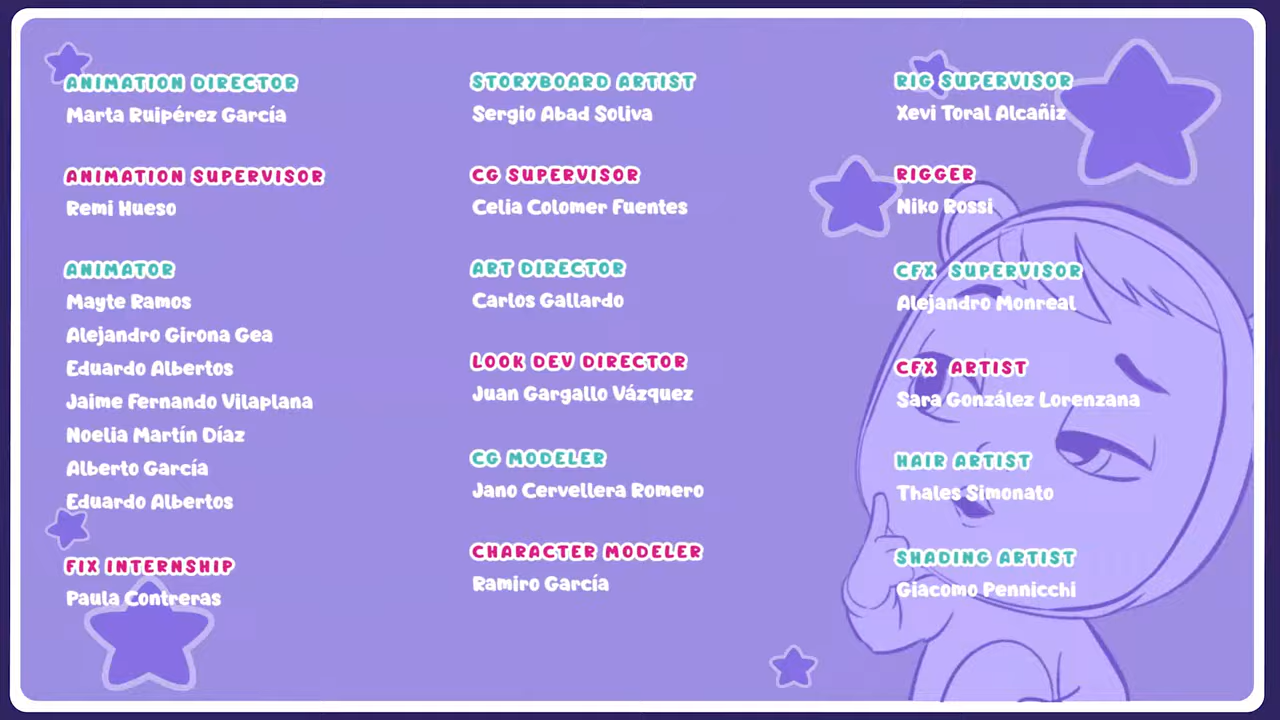 ANIMATION DIRECTOR
Marta Ruipérez García
ANIMATION SUPERVISOR
Remi Hueso
ANIMATOR
Mayte Ramos
Alejandro Girona Gea
Eduardo Albertos
Jaime Fernando Vilaplana
Noelia Martín Díaz
Alberto García
Eduardo Albertos
FIX INTERNSHIP
Paula Contreras
STORYBOARD ARTIST
Sergio Abad Soliva
CG SUPERVISOR
Celia Colomer Fuentes
ART DIRECTOR
Carlos Gallardo
LOOK DEV DIRECTOR
Juan Gargallo Vázquez
CG MODELER
Jano Cervellera Romero
CHARACTER MODELER
Ramiro García
RIG SUPERVISOR
Xevi Toral Alcañiz
RIGGER
Niko Rossi
CFX SUPERVISOR
Alejandro Monreal
CFX ARTIST
Sara González Lorenzana
HAIR ARTIST
Thales Simonato
SHADING ARTIST
Giacomo Pennicchi